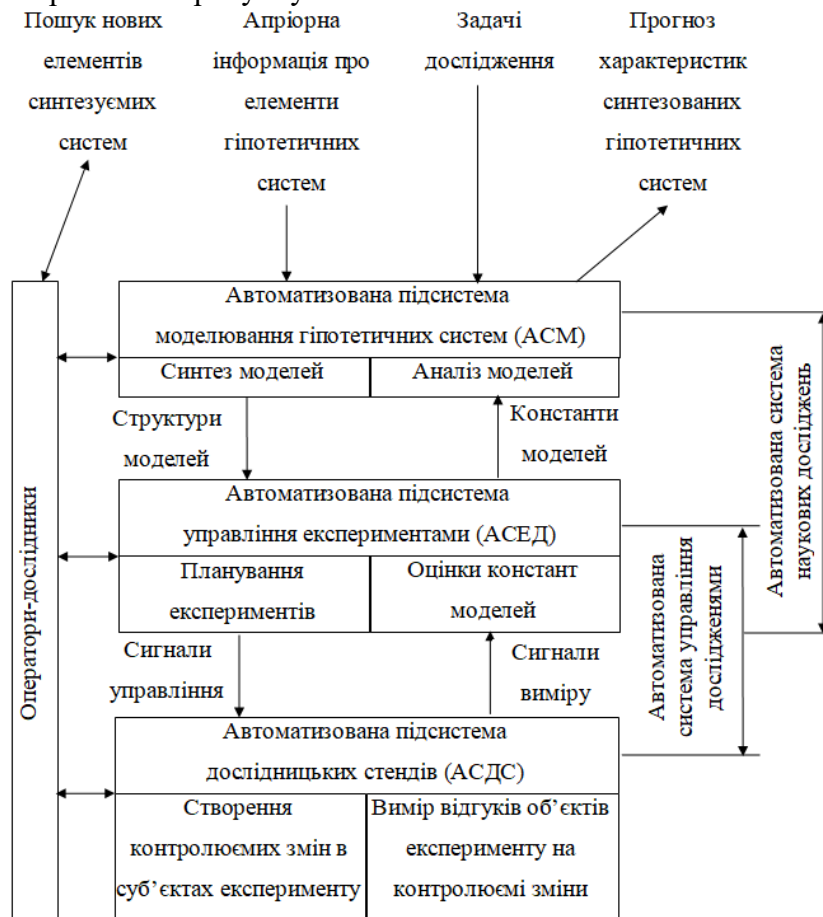 Пошук нових
елементів
синтезуємих
систем
Апріорна
інформація про
елементи
гіпотетичних
систем
Задачі
дослідження
Прогноз
характеристик
синтезованих
гіпотетичних
систем
Оператори-дослідники
Автоматизована підсистема
моделювання гіпотетичних систем (АСМ)
Синтез моделей
Аналіз моделей
Структури
моделей
Константи
моделей
Автоматизована підсистема
управління експериментами (АСЕД)
Планування
експериментів
Оцінки констант
моделей
Сигнали
управління
Сигнали
виміру
Автоматизована підсистема
дослідницьких стендів (АСДС)
Створення
контролюємих змін в
суб’єктах експерименту
Вимір відгуків об’єктів
експерименту на
контролюємі зміни
Автоматизована
система управління
дослідженями
Автоматизована система
наукових досліджень